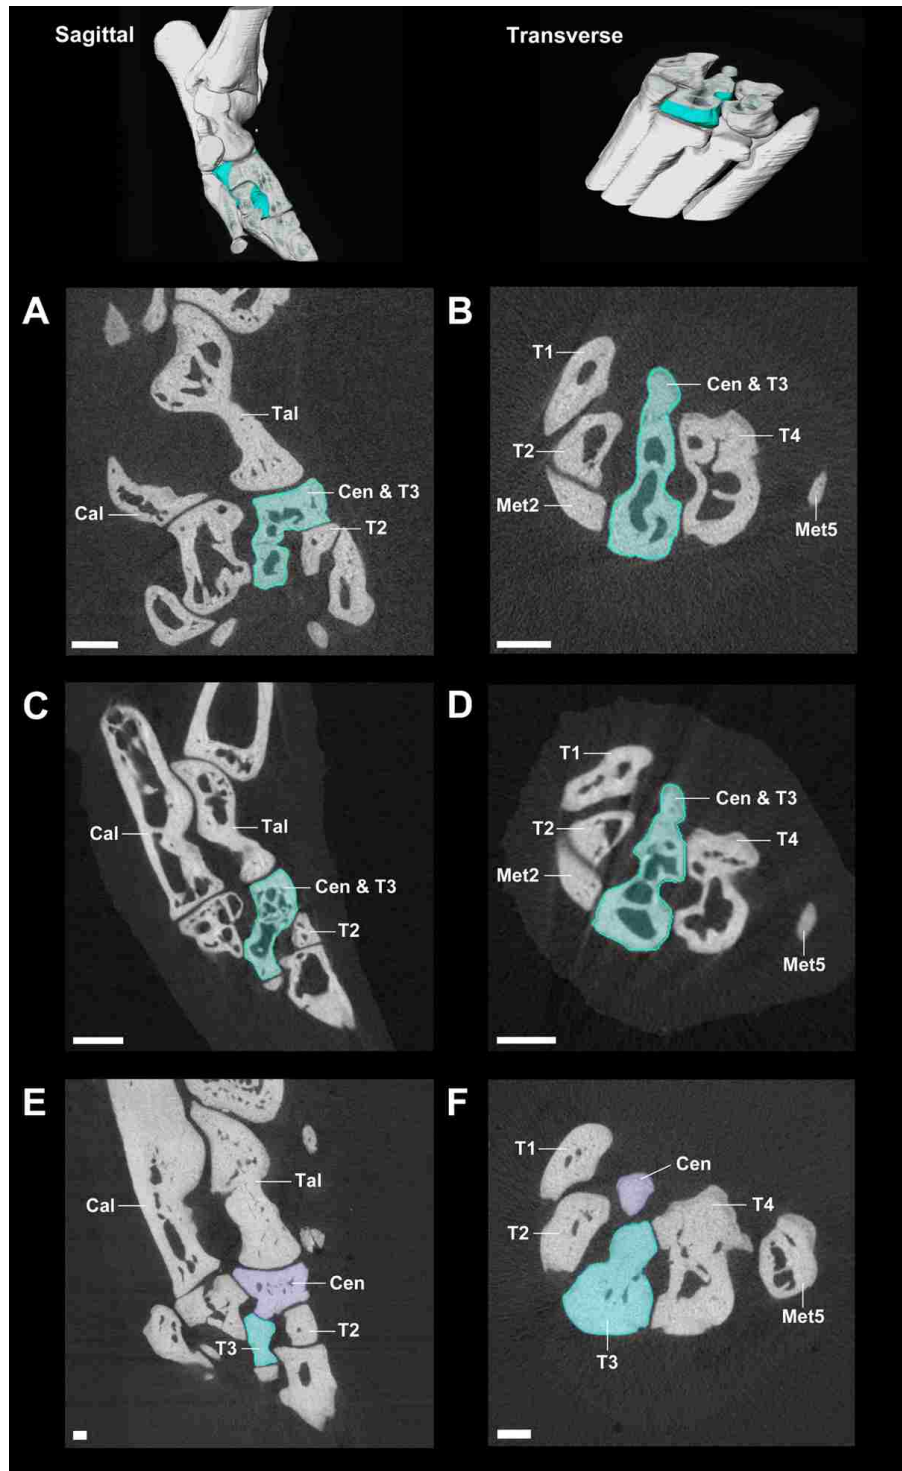 Sagittal
Transverse
A
Tal
Cal
Cen & T3
T2
B
T1
Cen & T3
T2
T4
Met2
Met5
C
Cal
Tal
Cen & T3
T2
D
T1
Cen & T3
T2
T4
Met2
Met5
E
Tal
Cal
Cen
T2
T3
F
T1
Cen
T4
T2
Met5
T3